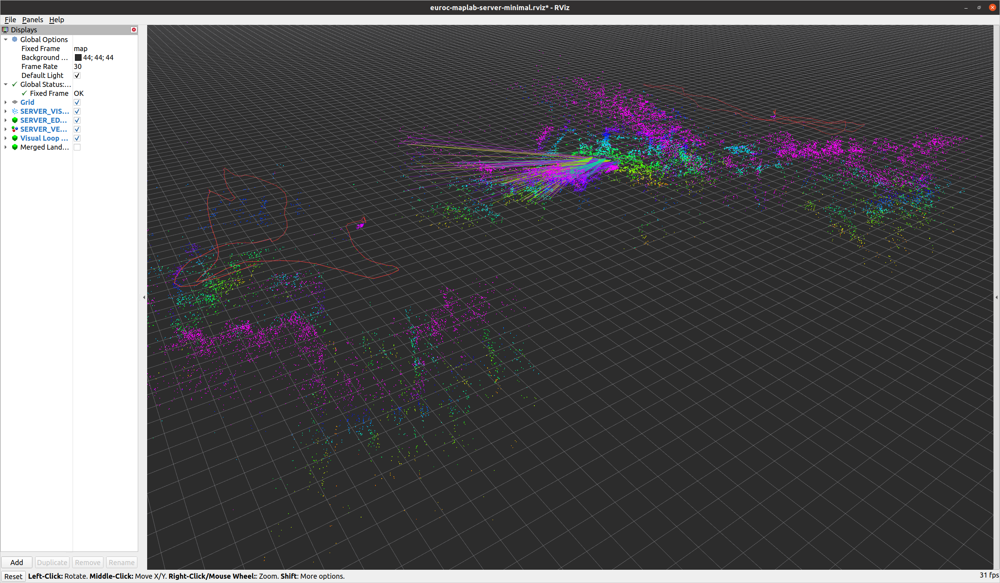 euroc-maplab-server-minimal.rviz* - RViz
File Panels Help
Displays
Global Options
Fixed Frame map
Background ... 44; 44; 44
Frame Rate 30
Default Light
Global Status:...
Fixed Frame OK
Grid
SERVER_VIS...
SERVER_ED...
SERVER_VE...
Visual Loop ...
Merged Land...
Add Duplicate Remove Rename
Reset Left-Click: Rotate. Middle-Click: Move X/Y. Right-Click/Mouse Wheel:: Zoom. Shift: More options. 31 fps